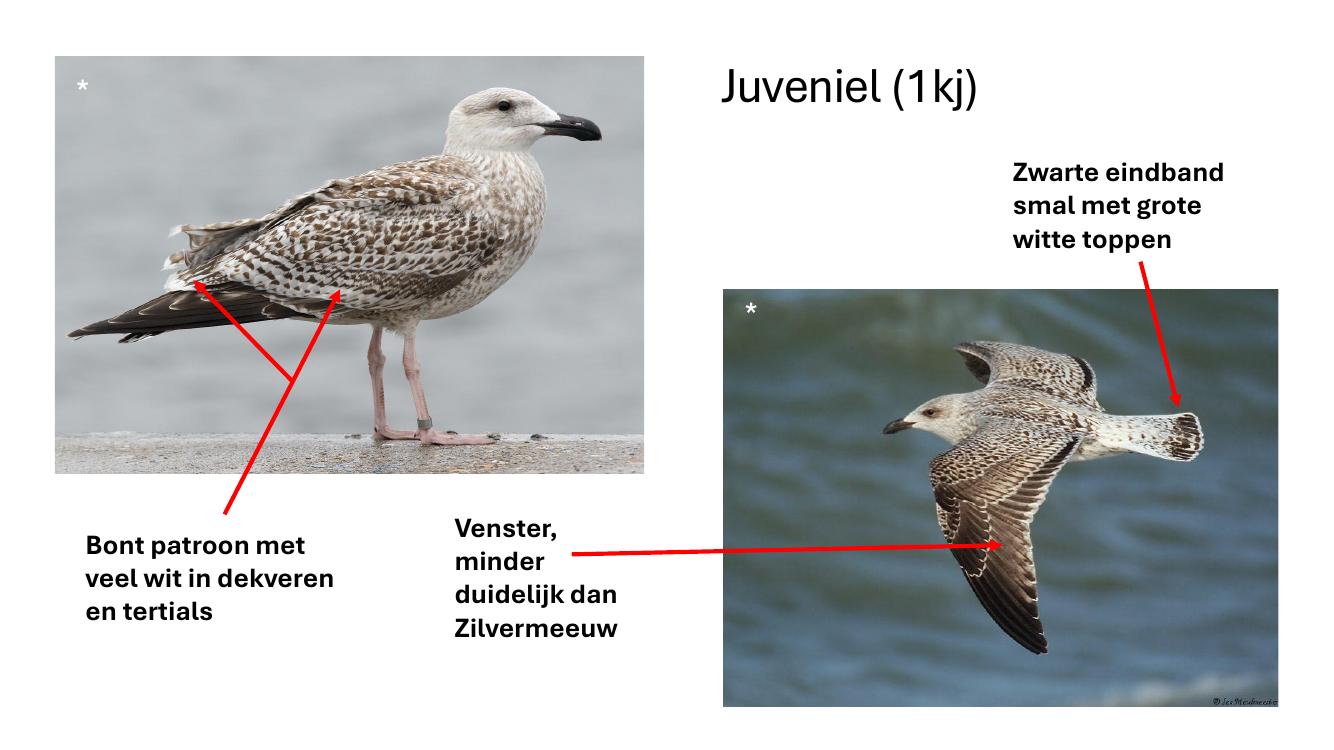 *
Juveniel (1kj)
Zwarte eindband
smal met grote
witte toppen
*
Bont patroon met
veel wit in dekveren
en tertials
Venster,
minder
duidelijk dan
Zilvermeeuw